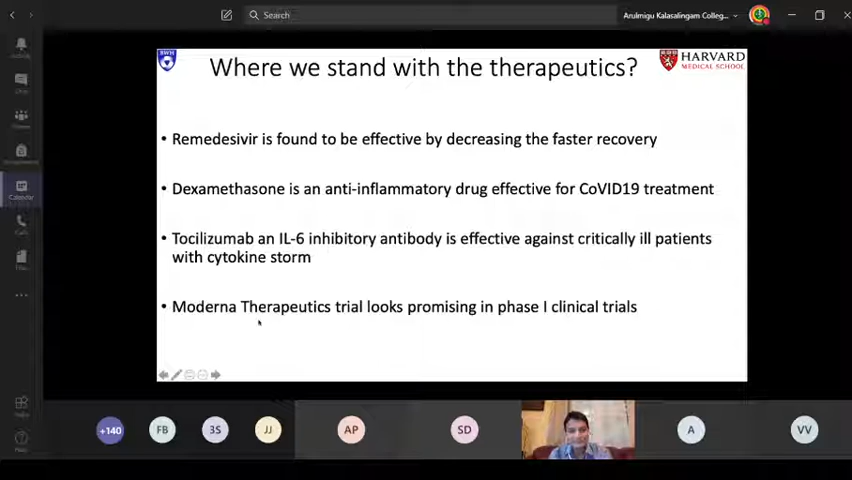 Search
Arulmigu Kalasalingam Colleg...
BWH
HARVARD
MEDICAL SCHOOL
Where we stand with the therapeutics?
• Remedesivir is found to be effective by decreasing the faster recovery
• Dexamethasone is an anti-inflammatory drug effective for CoVID19 treatment
• Tocilizumab an IL-6 inhibitory antibody is effective against critically ill patients
with cytokine storm
• Moderna Therapeutics trial looks promising in phase I clinical trials
Calendar
+140
FB
3S
JJ
AP
SD
A
VV